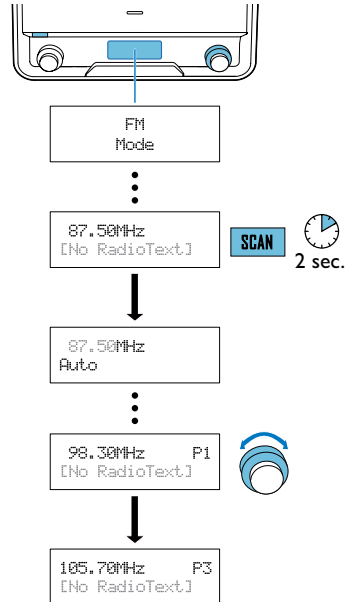 FM
Mode
87.50MHz
[No RadioText]
SCAN
2 sec.
87.50MHz
Auto
98.30MHz P1
[No RadioText]
105.70MHz P3
[No RadioText]